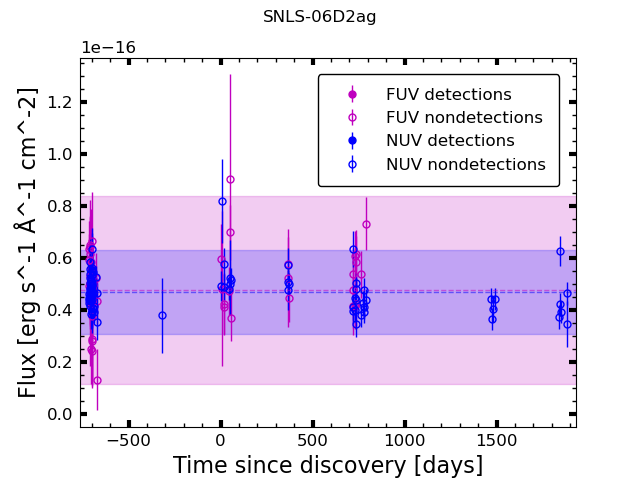 SNLS-06D2ag
1e−16
FUV detections
FUV nondetections
NUV detections
NUV nondetections
Flux [erg s^-1 Å^-1 cm^-2]
1.2
1.0
0.8
0.6
0.4
0.2
0.0
−500 0 500 1000 1500
Time since discovery [days]